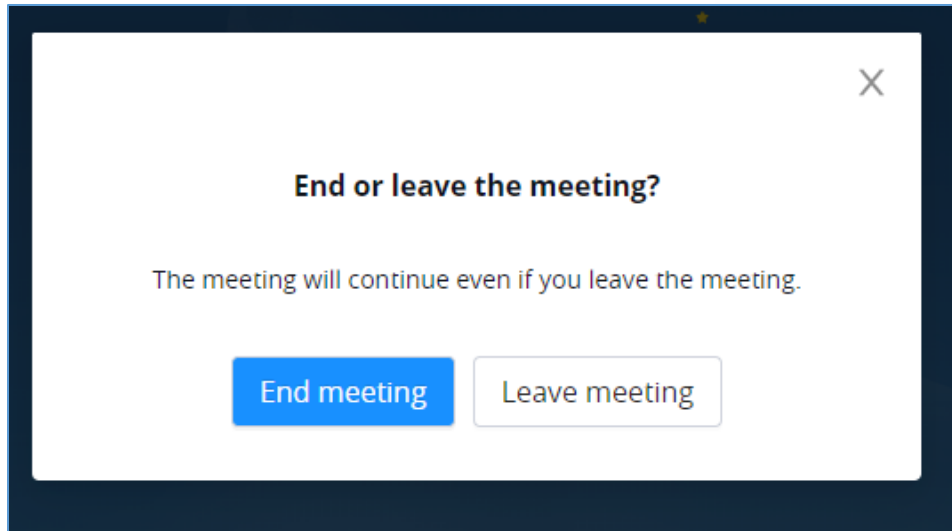 End or leave the meeting?
The meeting will continue even if you leave the meeting.
End meeting
Leave meeting